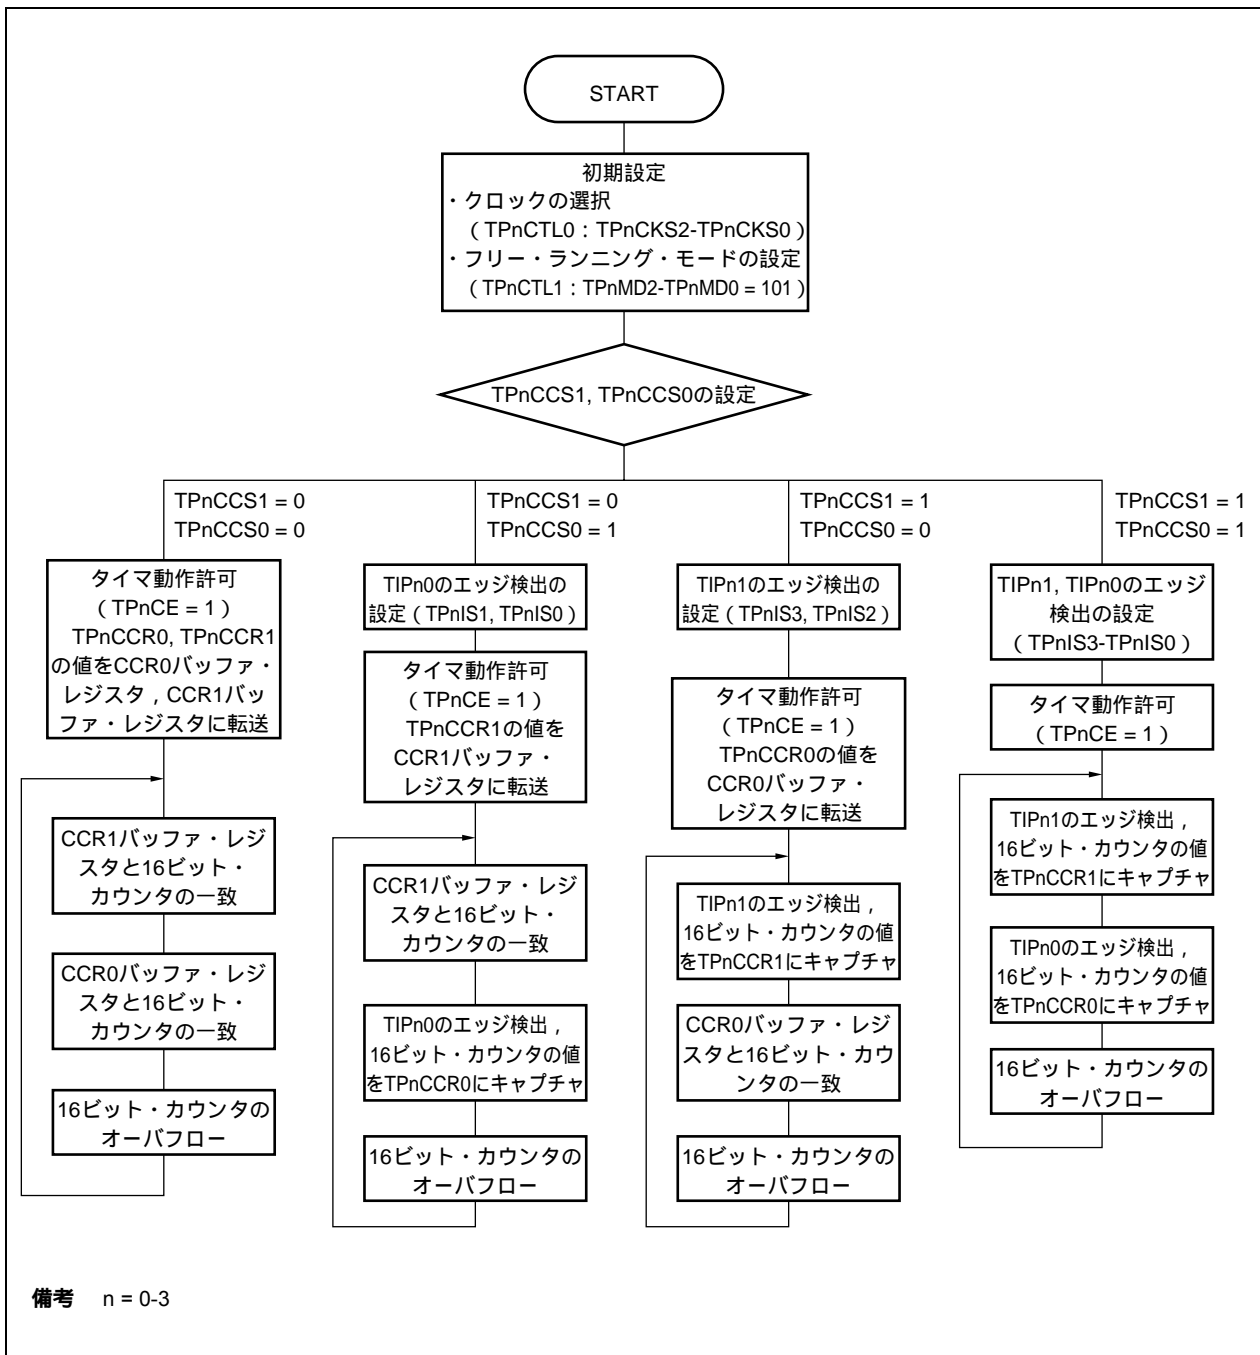 START
初期設定
・クロックの選択
（TPnCTL0：TPnCKS2-TPnCKS0）
・フリー・ランニング・モードの設定
（TPnCTL1：TPnMD2-TPnMD0 = 101）
TPnCCS1, TPnCCS0の設定
TPnCCS1 = 0
TPnCCS0 = 0
タイマ動作許可
（TPnCE = 1）
TPnCCR0, TPnCCR1
の値をCCR0バッファ・
レジスタ，CCR1バッ
ファ・レジスタに転送
CCR1バッファ・レジ
スタと16ビット・
カウンタの一致
CCR0バッファ・レジ
スタと16ビット・
カウンタの一致
16ビット・カウンタの
オーバフロー
TPnCCS1 = 0
TPnCCS0 = 1
TIPn0のエッジ検出の
設定（TPnIS1, TPnIS0）
タイマ動作許可
（TPnCE = 1）
TPnCCR1の値を
CCR1バッファ・
レジスタに転送
CCR1バッファ・レジ
スタと16ビット・
カウンタの一致
TIPn0のエッジ検出，
16ビット・カウンタの値
をTPnCCR0にキャプチャ
16ビット・カウンタの
オーバフロー
TPnCCS1 = 1
TPnCCS0 = 0
TIPn1のエッジ検出の
設定（TPnIS3, TPnIS2）
タイマ動作許可
（TPnCE = 1）
TPnCCR0の値を
CCR0バッファ・
レジスタに転送
TIPn1のエッジ検出，
16ビット・カウンタの値
をTPnCCR1にキャプチャ
CCR0バッファ・レジ
スタと16ビット・カウ
ンタの一致
16ビット・カウンタの
オーバフロー
TPnCCS1 = 1
TPnCCS0 = 1
TIPn1, TIPn0のエッジ
検出の設定
（TPnIS3-TPnIS0）
タイマ動作許可
（TPnCE = 1）
TIPn1のエッジ検出，
16ビット・カウンタの値
をTPnCCR1にキャプチャ
TIPn0のエッジ検出，
16ビット・カウンタの値
をTPnCCR0にキャプチャ
16ビット・カウンタの
オーバフロー
備考 n = 0-3